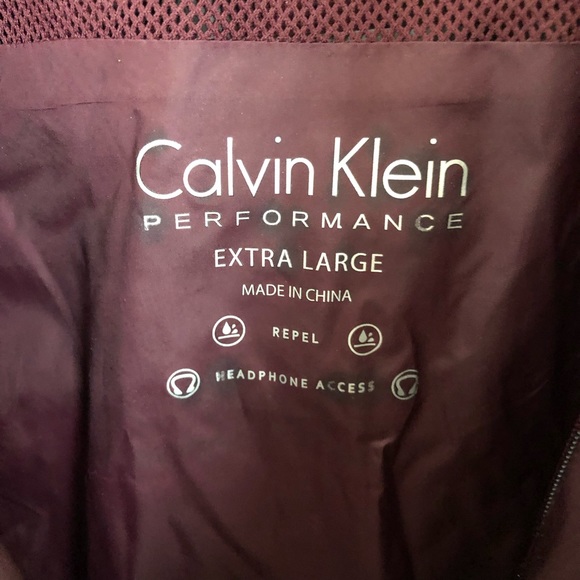 Calvin Klein
PERFORMANCE
EXTRA LARGE
MADE IN CHINA
REPEL
HEADPHONE ACCESS